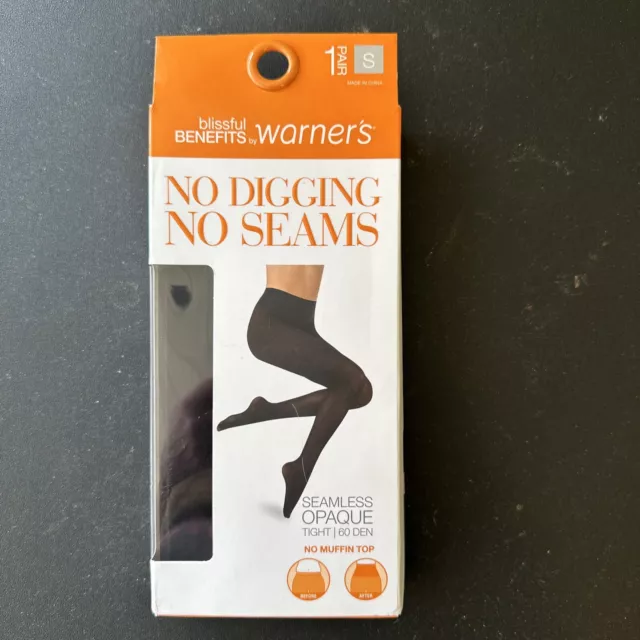 1 PAIR
S
MADE IN CHINA
blissful
BENEFITS by warner's
NO DIGGING
NO SEAMS
SEAMLESS
OPAQUE
TIGHT | 60 DEN
NO MUFFIN TOP
BEFORE
AFTER